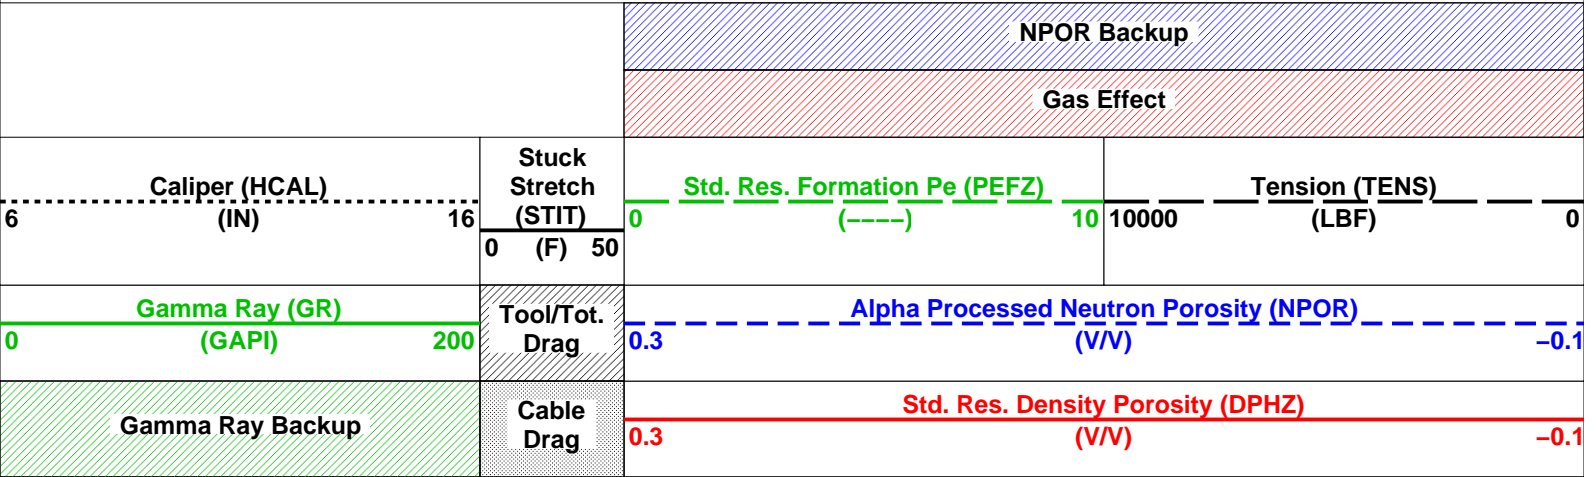 NPOR Backup
Gas Effect
Caliper (HCAL)
6 (IN) 16
Stuck
Stretch
(STIT)
0 (F) 50
Std. Res. Formation Pe (PEFZ)
0 (−−−−) 10
Tension (TENS)
10000 (LBF) 0
Gamma Ray (GR)
0 (GAPI) 200
Tool/Tot.
Drag
Alpha Processed Neutron Porosity (NPOR)
0.3 (V/V) −0.1
Gamma Ray Backup
Cable
Drag
Std. Res. Density Porosity (DPHZ)
0.3 (V/V) −0.1